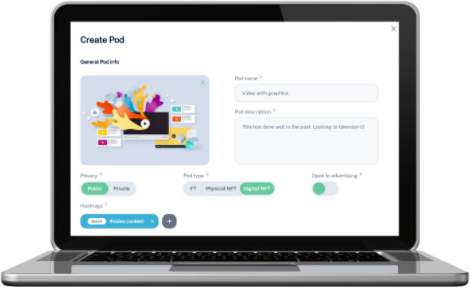 Create Pod
General Pod info
Pod name
Video with graphics
Pod description
This has done well in the past. Looking to tokenize it!
Privacy
Pod type
Open to advertising
Public
Private
FT
Physical NFT
Digital NFT
Hashtags
#video content
+